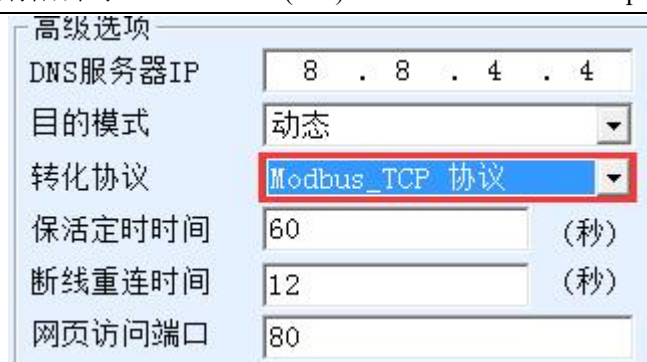 高级选项
DNS服务器IP 8 . 8 . 4 . 4
目的模式 动态
转化协议 Modbus_TCP 协议
保活定时时间 60 (秒)
断线重连时间 12 (秒)
网页访问端口 80